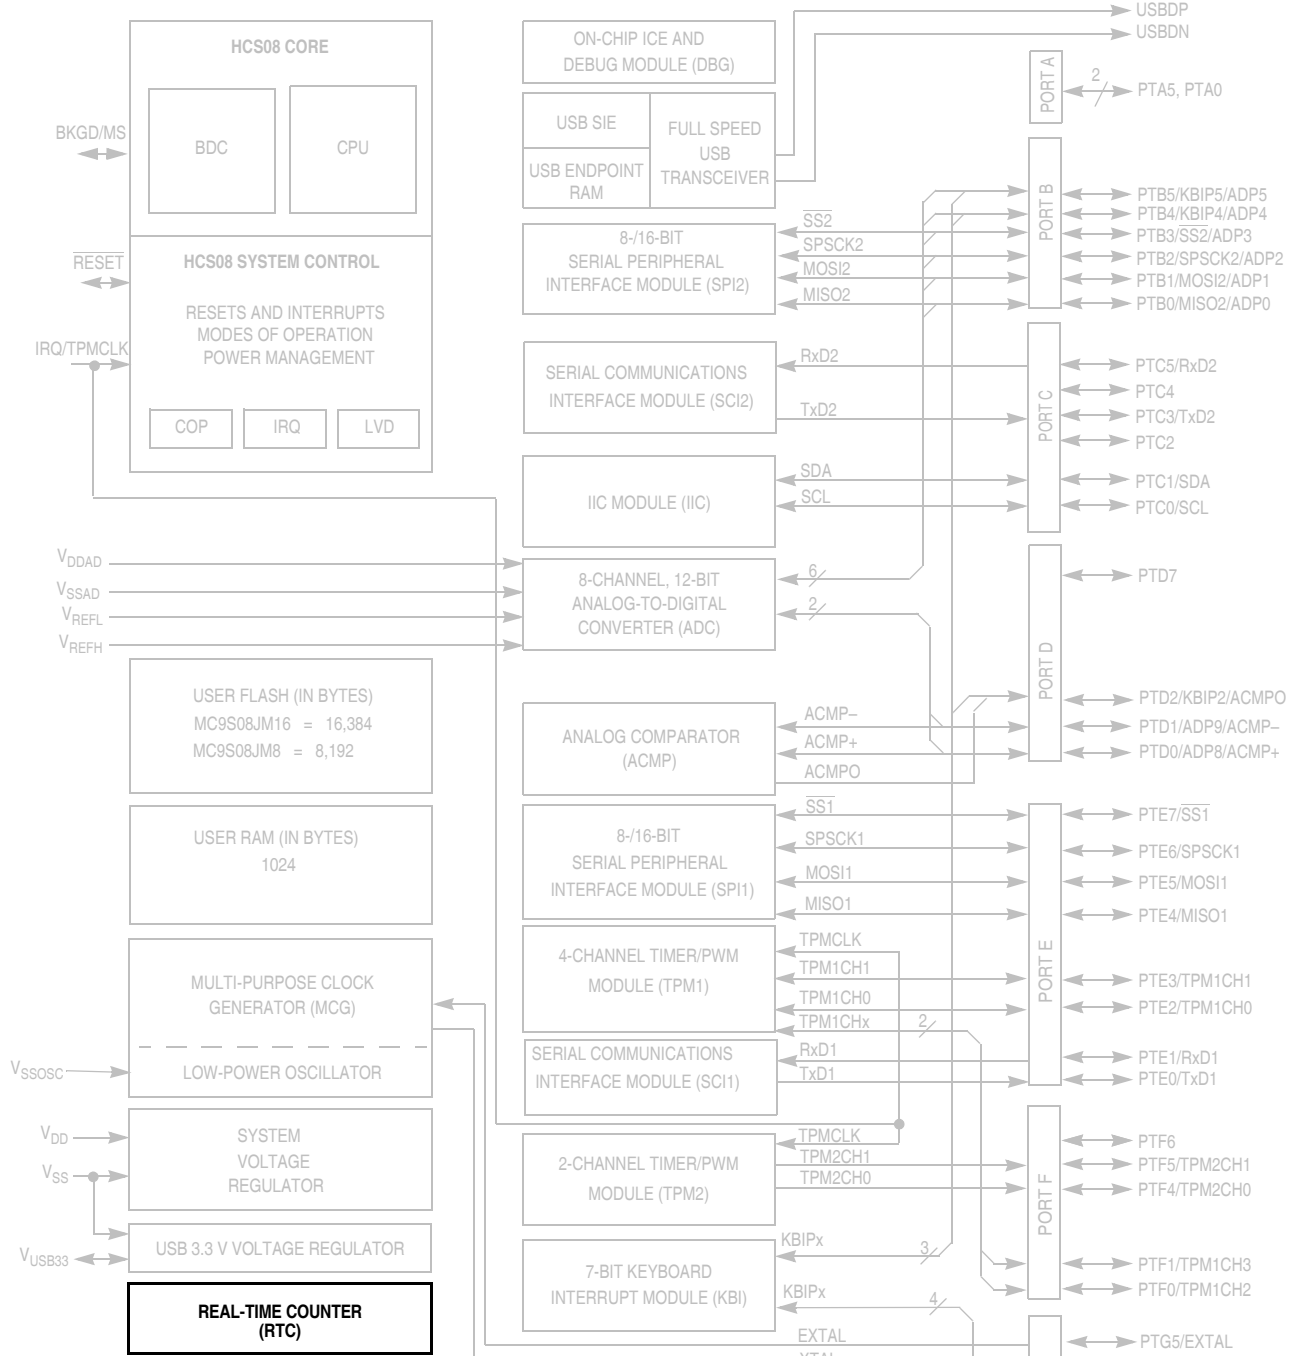 HCS08 CORE
BDC
CPU
BKGD/MS
RESET
HCS08 SYSTEM CONTROL
RESETS AND INTERRUPTS
MODES OF OPERATION
POWER MANAGEMENT
IRQ/TPMCLK
COP
IRQ
LVD
VDDAD
VSSAD
VREFL
VREFH
USER FLASH (IN BYTES)
MC9S08JM16 = 16,384
MC9S08JM8 = 8,192
USER RAM (IN BYTES)
1024
MULTI-PURPOSE CLOCK
GENERATOR (MCG)
LOW-POWER OSCILLATOR
VSSOSC
VDD
VSS
SYSTEM
VOLTAGE
REGULATOR
VUSB33
USB 3.3 V VOLTAGE REGULATOR
REAL-TIME COUNTER
(RTC)
ON-CHIP ICE AND
DEBUG MODULE (DBG)
USB SIE
USB ENDPOINT
RAM
FULL SPEED
USB
TRANSCEIVER
8-/16-BIT
SERIAL PERIPHERAL
INTERFACE MODULE (SPI2)
SERIAL COMMUNICATIONS
INTERFACE MODULE (SCI2)
IIC MODULE (IIC)
8-CHANNEL, 12-BIT
ANALOG-TO-DIGITAL
CONVERTER (ADC)
ANALOG COMPARATOR
(ACMP)
8-/16-BIT
SERIAL PERIPHERAL
INTERFACE MODULE (SPI1)
4-CHANNEL TIMER/PWM
MODULE (TPM1)
SERIAL COMMUNICATIONS
INTERFACE MODULE (SCI1)
2-CHANNEL TIMER/PWM
MODULE (TPM2)
7-BIT KEYBOARD
INTERRUPT MODULE (KBI)
SS2
SPSCK2
MOSI2
MISO2
RxD2
TxD2
SDA
SCL
6
2
ACMP–
ACMP+
ACMPO
SS1
SPSCK1
MOSI1
MISO1
TPMCLK
TPM1CH1
TPM1CH0
TPM1CHx
2
RxD1
TxD1
TPMCLK
TPM2CH1
TPM2CH0
KBIPx
3
KBIPx
4
EXTAL
XTAL
USBDP
USBDN
PORT A
2
PTA5, PTA0
PORT B
PTB5/KBIP5/ADP5
PTB4/KBIP4/ADP4
PTB3/SS2/ADP3
PTB2/SPSCK2/ADP2
PTB1/MOSI2/ADP1
PTB0/MISO2/ADP0
PORT C
PTC5/RxD2
PTC4
PTC3/TxD2
PTC2
PTC1/SDA
PTC0/SCL
PORT D
PTD7
PTD2/KBIP2/ACMPO
PTD1/ADP9/ACMP–
PTD0/ADP8/ACMP+
PORT E
PTE7/SS1
PTE6/SPSCK1
PTE5/MOSI1
PTE4/MISO1
PTE3/TPM1CH1
PTE2/TPM1CH0
PTE1/RxD1
PTE0/TxD1
PORT F
PTF6
PTF5/TPM2CH1
PTF4/TPM2CH0
PTF1/TPM1CH3
PTF0/TPM1CH2
PTG5/EXTAL